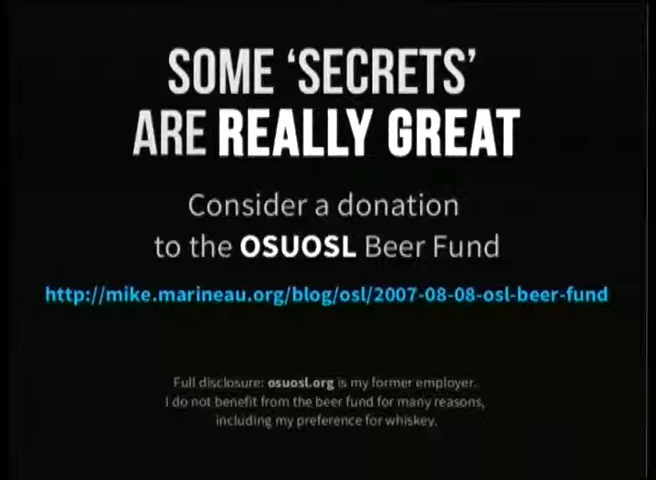 SOME ‘SECRETS’
ARE REALLY GREAT
Consider a donation
to the OSUOSL Beer Fund
http://mike.marineau.org/blog/osl/2007-08-08-osl-beer-fund
Full disclosure: osuosl.org is my former employer.
I do not benefit from the beer fund for many reasons,
including my preference for whiskey.